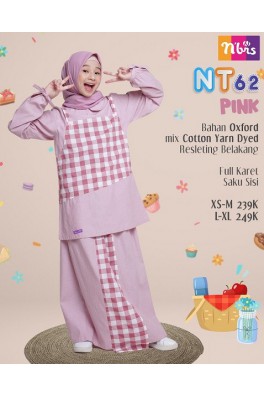 Nbrs
NT62
PINK
Bahan Oxford
mix Cotton Yarn Dyed
Resleting Belakang
Full Karet
Saku Sisi
XS-M 239K
L-XL 249K